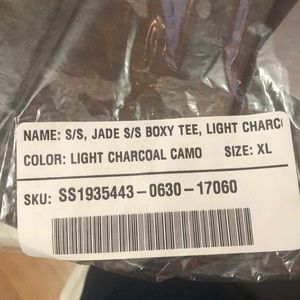 NAME: S/S, JADE S/S BOXY TEE, LIGHT CHARC
COLOR: LIGHT CHARCOAL CAMO SIZE: XL
SKU: SS1935443-0630-17060